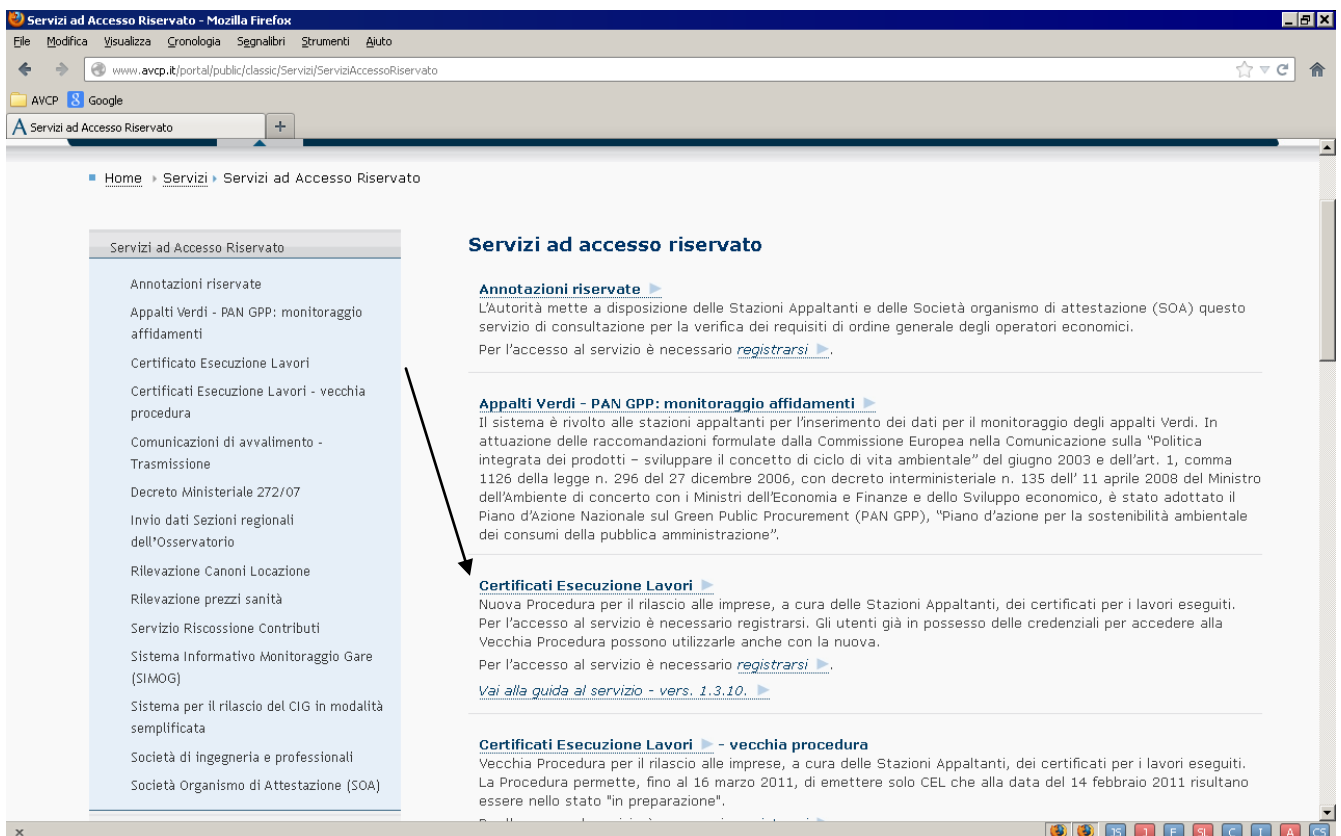 Servizi ad Accesso Riservato - Mozilla Firefox
File Modifica Visualizza Cronologia Segnalibri Strumenti Aiuto
www.avcp.it/portal/public/classic/Servizi/ServiziAccessoRiservato
AVCP Google
Servizi ad Accesso Riservato
Home Servizi Servizi ad Accesso Riservato
Servizi ad Accesso Riservato
Annotazioni riservate
Appalti Verdi - PAN GPP: monitoraggio
affidamenti
Certificato Esecuzione Lavori
Certificati Esecuzione Lavori - vecchia
procedura
Comunicazioni di avvalimento -
Trasmissione
Decreto Ministeriale 272/07
Invio dati Sezioni regionali
dell'Osservatorio
Rilevazione Canoni Locazione
Rilevazione prezzi sanità
Servizio Riscossione Contributi
Sistema Informativo Monitoraggio Gare
(SIMOG)
Sistema per il rilascio del CIG in modalità
semplificata
Società di ingegneria e professionali
Società Organismo di Attestazione (SOA)
Servizi ad accesso riservato
Annotazioni riservate
L'Autorità mette a disposizione delle Stazioni Appaltanti e delle Società organismo di attestazione (SOA) questo
servizio di consultazione per la verifica dei requisiti di ordine generale degli operatori economici.
Per l'accesso al servizio è necessario registrarsi.
Appalti Verdi - PAN GPP: monitoraggio affidamenti
Il sistema è rivolto alle stazioni appaltanti per l'inserimento dei dati per il monitoraggio degli appalti Verdi. In
attuazione delle raccomandazioni formulate dalla Commissione Europea nella Comunicazione sulla "Politica
integrata dei prodotti – sviluppare il concetto di ciclo di vita ambientale" del giugno 2003 e dell'art. 1, comma
1126 della legge n. 296 del 27 dicembre 2006, con decreto interministeriale n. 135 dell' 11 aprile 2008 del Ministro
dell'Ambiente di concerto con i Ministri dell'Economia e Finanze e dello Sviluppo economico, è stato adottato il
Piano d'Azione Nazionale sul Green Public Procurement (PAN GPP), "Piano d'azione per la sostenibilità ambientale
dei consumi della pubblica amministrazione".
Certificati Esecuzione Lavori
Nuova Procedura per il rilascio alle imprese, a cura delle Stazioni Appaltanti, dei certificati per i lavori eseguiti.
Per l'accesso al servizio è necessario registrarsi. Gli utenti già in possesso delle credenziali per accedere alla
Vecchia Procedura possono utilizzarle anche con la nuova.
Per l'accesso al servizio è necessario registrarsi.
Vai alla guida al servizio - vers. 1.3.10.
Certificati Esecuzione Lavori - vecchia procedura
Vecchia Procedura per il rilascio alle imprese, a cura delle Stazioni Appaltanti, dei certificati per i lavori eseguiti.
La Procedura permette, fino al 16 marzo 2011, di emettere solo CEL che alla data del 14 febbraio 2011 risultano
essere nello stato "in preparazione".
JS J F SL C I A CS